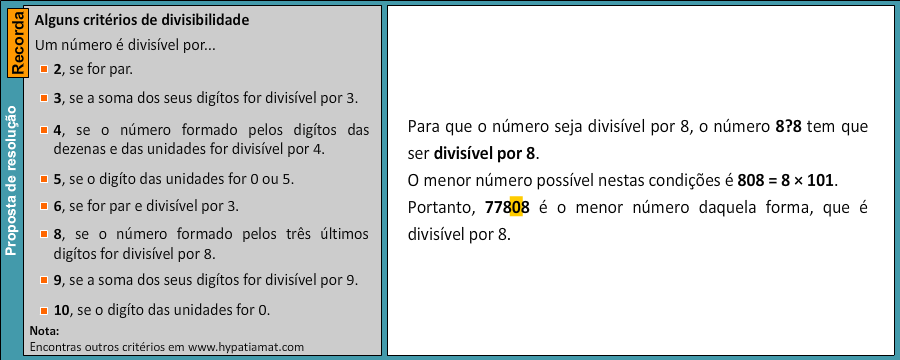 Recorda
Proposta de resolução
Alguns critérios de divisibilidade
Um número é divisível por...
2, se for par.
3, se a soma dos seus digítos for divisível por 3.
4, se o número formado pelos digítos das
dezenas e das unidades for divisível por 4.
5, se o digíto das unidades for 0 ou 5.
6, se for par e divisível por 3.
8, se o número formado pelos três últimos
digítos for divisível por 8.
9, se a soma dos seus digítos for divisível por 9.
10, se o digíto das unidades for 0.
Nota:
Encontras outros critérios em www.hypatiamat.com
Para que o número seja divisível por 8, o número 8?8 tem que
ser divisível por 8.
O menor número possível nestas condições é 808 = 8 × 101.
Portanto, 77808 é o menor número daquela forma, que é
divisível por 8.